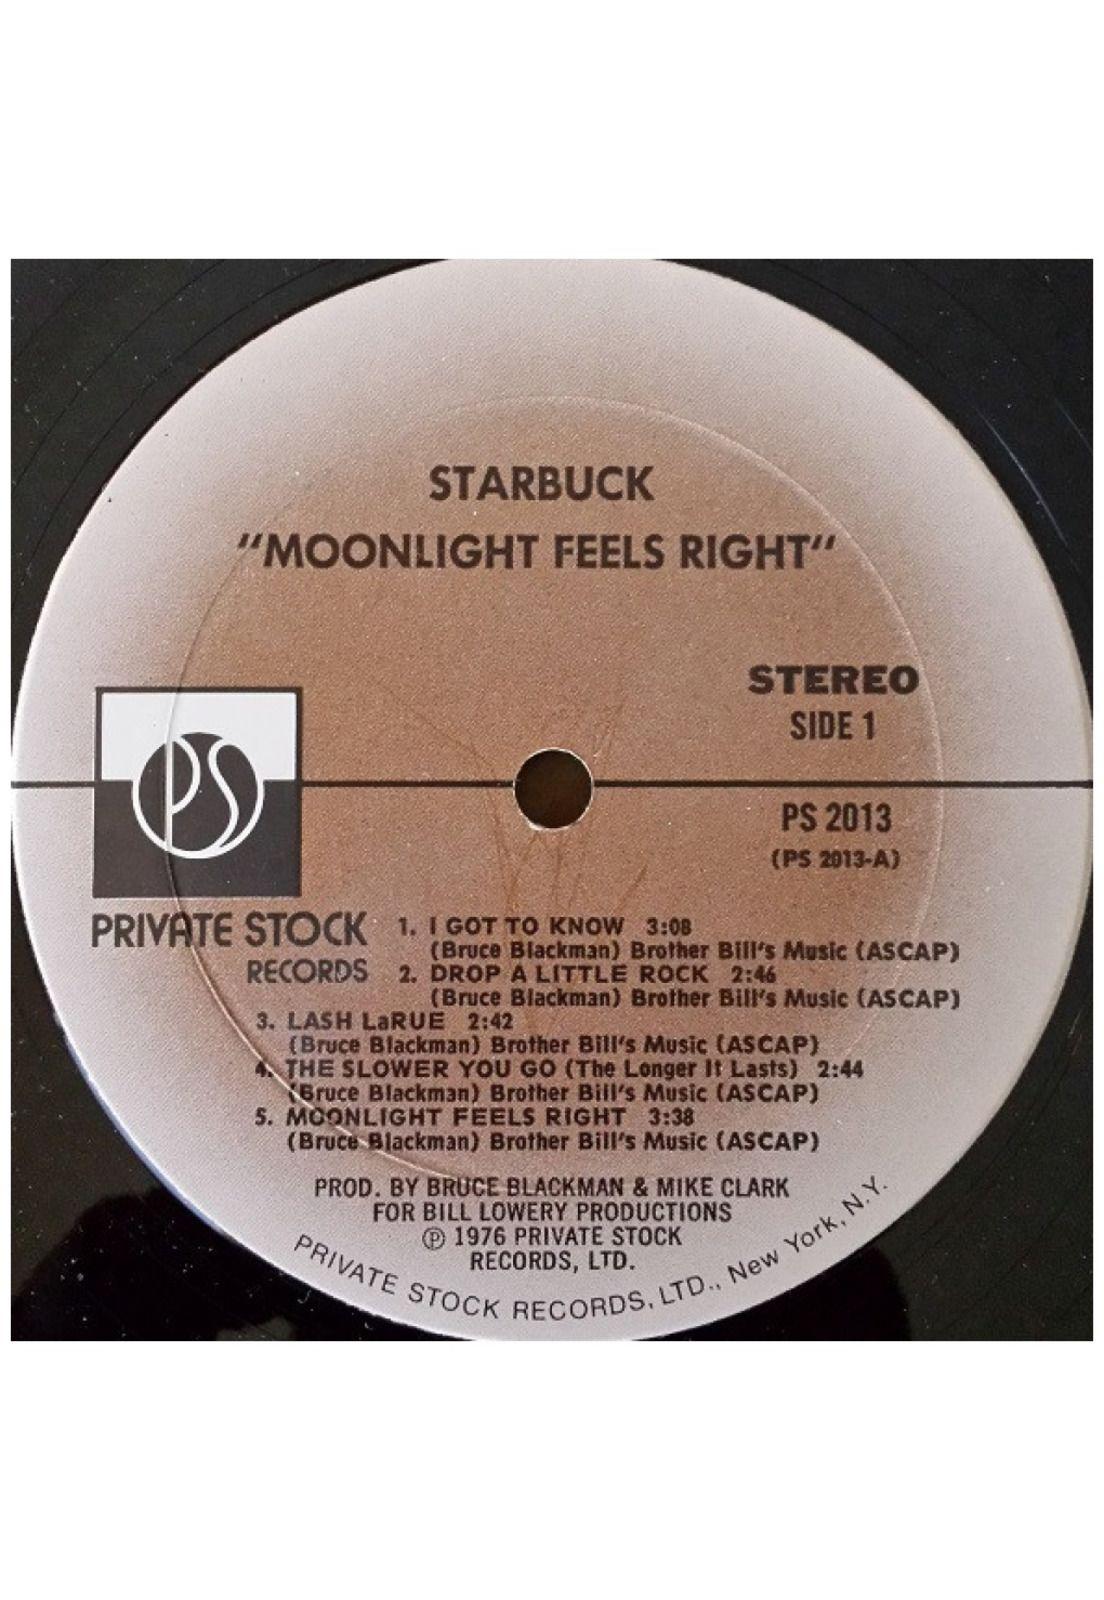 STARBUCK
"MOONLIGHT FEELS RIGHT"
STEREO
SIDE 1
PS
PS 2013
(PS 2013-A)
PRIVATE STOCK
RECORDS
1. I GOT TO KNOW 3:08
(Bruce Blackman) Brother Bill's Music (ASCAP)
2. DROP A LITTLE ROCK 2:46
(Bruce Blackman) Brother Bill's Music (ASCAP)
3. LASH LaRUE 2:42
(Bruce Blackman) Brother Bill's Music (ASCAP)
4. THE SLOWER YOU GO (The Longer It Lasts) 2:44
(Bruce Blackman) Brother Bill's Music (ASCAP)
5. MOONLIGHT FEELS RIGHT 3:38
(Bruce Blackman) Brother Bill's Music (ASCAP)
PROD. BY BRUCE BLACKMAN & MIKE CLARK
FOR BILL LOWERY PRODUCTIONS
℗ 1976 PRIVATE STOCK
RECORDS, LTD.
PRIVATE STOCK RECORDS, LTD., New York, N.Y.